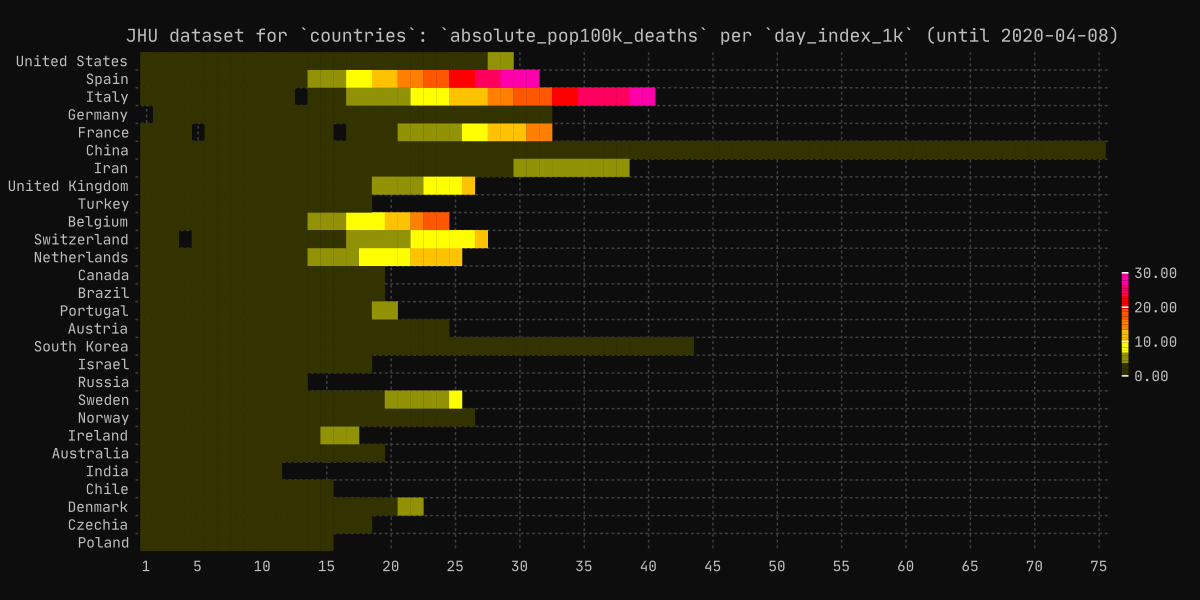 JHU dataset for `countries`: `absolute_pop100k_deaths` per `day_index_1k` (until 2020-04-08)
United States
Spain
Italy
Germany
France
China
Iran
United Kingdom
Turkey
Belgium
Switzerland
Netherlands
Canada
Brazil
Portugal
Austria
South Korea
Israel
Russia
Sweden
Norway
Ireland
Australia
India
Chile
Denmark
Czechia
Poland
1 5 10 15 20 25 30 35 40 45 50 55 60 65 70 75
30.00
20.00
10.00
0.00